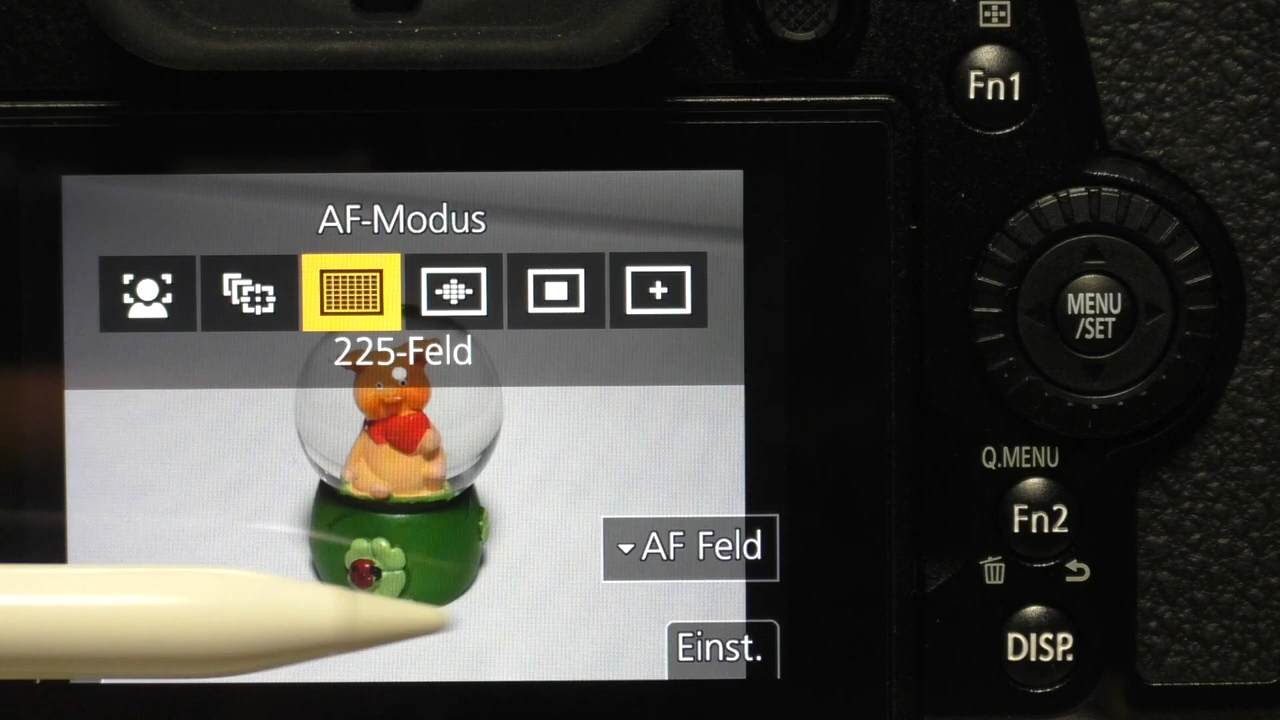 Fn1
AF-Modus
225-Feld
MENU
/SET
Q.MENU
Fn2
AF Feld
Einst.
DISP.